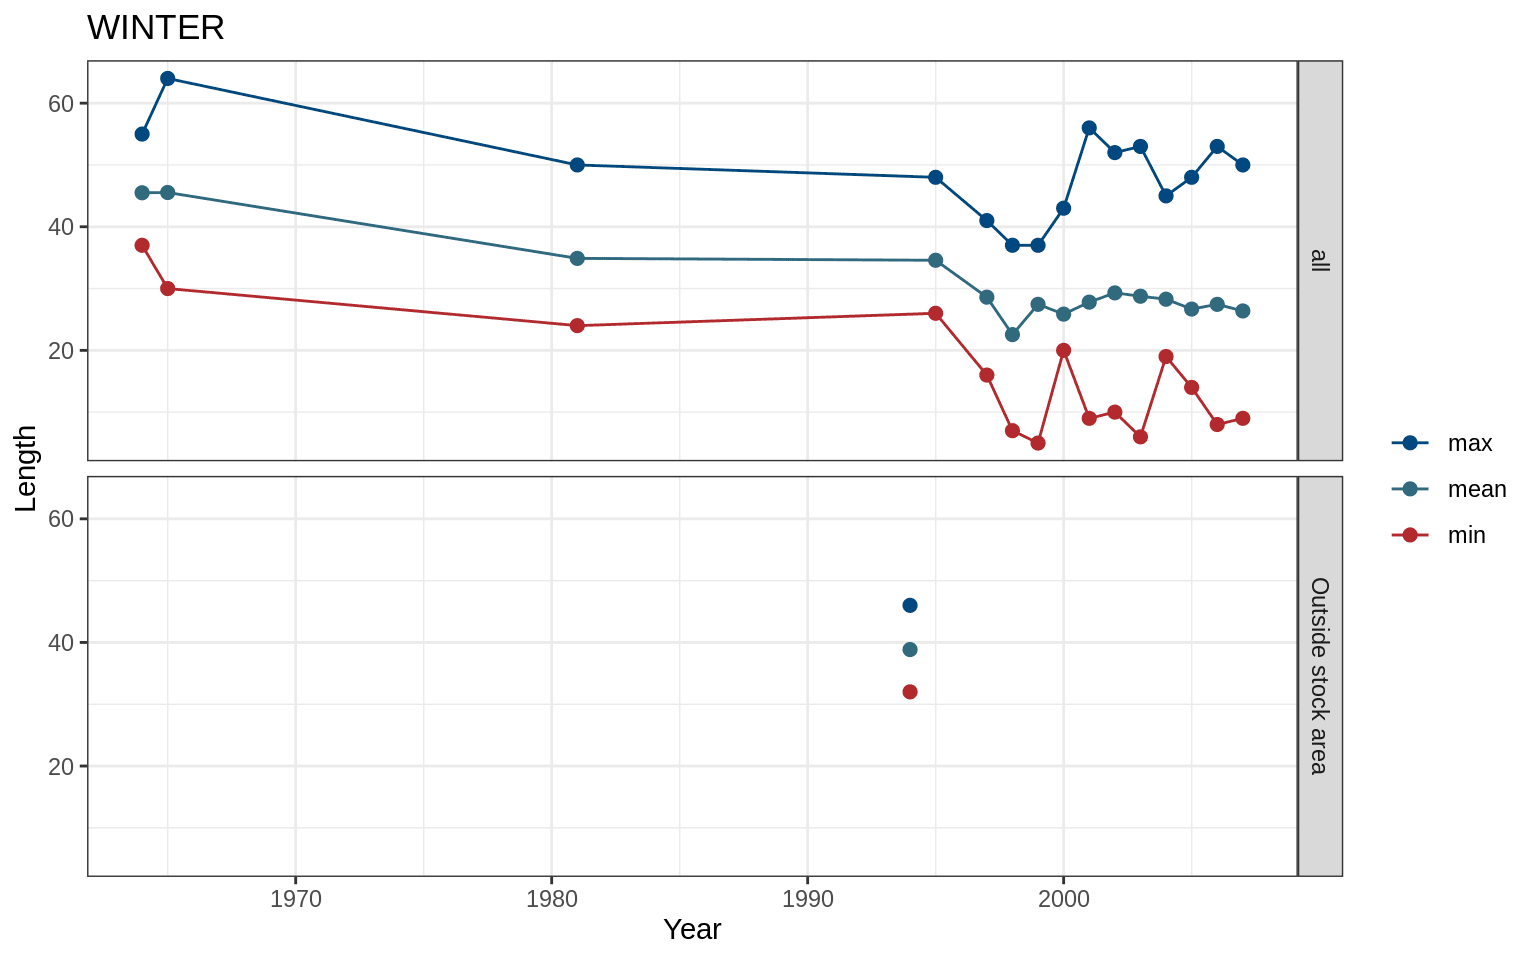 WINTER
60
40
20
all
Length
60
40
20
Outside stock area
1970
1980
1990
2000
Year
max
mean
min